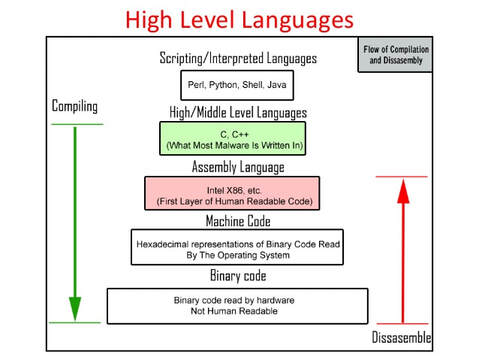 High Level Languages
Flow of Compilation
and Dissasembly
Scripting/Interpreted Languages
Perl, Python, Shell, Java
Compiling
High/Middle Level Languages
C, C++
(What Most Malware Is Written In)
Assembly Language
Intel X86, etc.
(First Layer of Human Readable Code)
Machine Code
Hexadecimal representations of Binary Code Read
By The Operating System
Binary code
Binary code read by hardware
Not Human Readable
Dissasemble